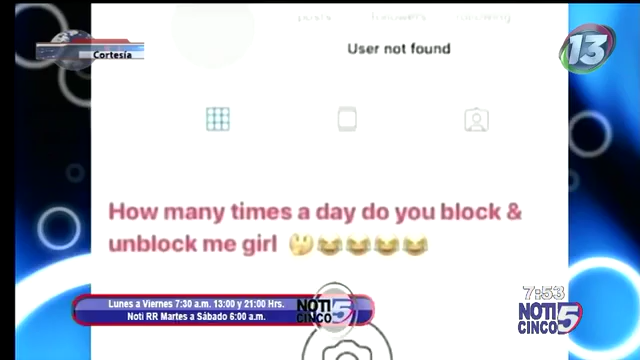 posts followers following
User not found
Cortesía
13
How many times a day do you block &
unblock me girl 🤔😂😂😂😂
Lunes a Viernes 7:30 a.m. 13:00 y 21:00 Hrs.
Noti RR Martes a Sábado 6:00 a.m.
NOTI CINCO 5
7:53
NOTI CINCO 5